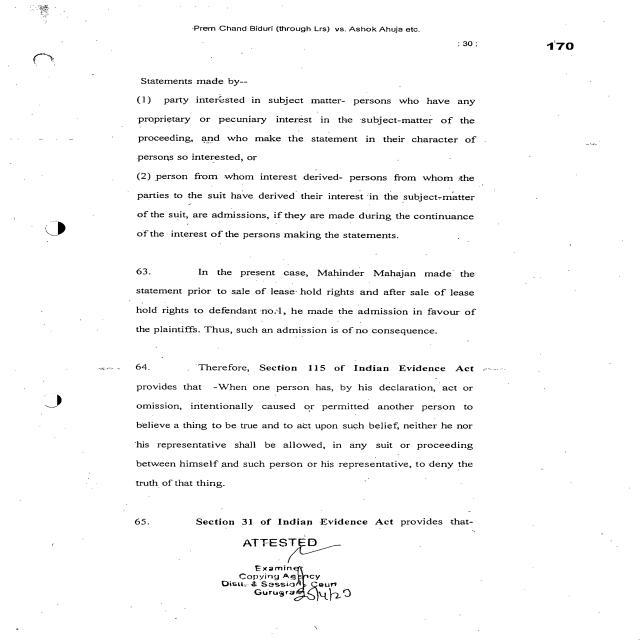 Prem Chand Biduri (through Lrs) vs. Ashok Ahuja etc.
: 30 :
170
Statements made by--
(1) party interested in subject matter- persons who have any
proprietary or pecuniary interest in the subject-matter of the
proceeding, and who make the statement in their character of
persons so interested, or
(2) person from whom interest derived- persons from whom the
parties to the suit have derived their interest in the subject-matter
of the suit, are admissions, if they are made during the continuance
of the interest of the persons making the statements.
63. In the present case, Mahinder Mahajan made the
statement prior to sale of lease hold rights and after sale of lease
hold rights to defendant no.1, he made the admission in favour of
the plaintiffs. Thus, such an admission is of no consequence.
64. Therefore, Section 115 of Indian Evidence Act
provides that -When one person has, by his declaration, act or
omission, intentionally caused or permitted another person to
believe a thing to be true and to act upon such belief, neither he nor
his representative shall be allowed, in any suit or proceeding
between himself and such person or his representative, to deny the
truth of that thing.
65. Section 31 of Indian Evidence Act provides that-
ATTESTED
Examiner
Copying Agency
Distt. & Session Court
Gurugram